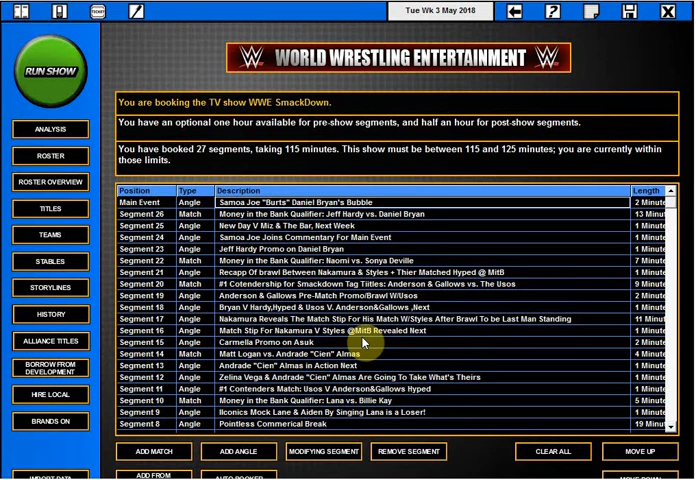 TICKET
Tue Wk 3 May 2018
?
RUN SHOW
W WORLD WRESTLING ENTERTAINMENT W
You are booking the TV show WWE SmackDown.
You have an optional one hour available for pre-show segments, and half an hour for post-show segments.
You have booked 27 segments, taking 115 minutes. This show must be between 115 and 125 minutes; you are currently within
those limits.
ANALYSIS
ROSTER
ROSTER OVERVIEW
TITLES
TEAMS
STABLES
STORYLINES
HISTORY
ALLIANCE TITLES
BORROW FROM
DEVELOPMENT
HIRE LOCAL
BRANDS ON
IMPORT DATA
Position Type Description Length
Main Event Angle Samoa Joe "Burts" Daniel Bryan's Bubble 2 Minute
Segment 26 Match Money in the Bank Qualifier: Jeff Hardy vs. Daniel Bryan 13 Minut
Segment 25 Angle New Day V Miz & The Bar, Next Week 1 Minute
Segment 24 Angle Samoa Joe Joins Commentary For Main Event 1 Minute
Segment 23 Angle Jeff Hardy Promo on Daniel Bryan 1 Minute
Segment 22 Match Money in the Bank Qualifier: Naomi vs. Sonya Deville 7 Minute
Segment 21 Angle Recapp Of brawl Between Nakamura & Styles + Thier Matched Hyped @ MitB 1 Minute
Segment 20 Match #1 Contendership for Smackdown Tag Tiitles: Anderson & Gallows vs. The Usos 9 Minute
Segment 19 Angle Anderson & Gallows Pre-Match Promo/Brawl W/Usos 2 Minute
Segment 18 Angle Bryan V Hardy,Hyped & Usos V. Anderson&Gallows ,Next 1 Minute
Segment 17 Angle Nakamura Reveals The Match Stip For His Match W/Styles After Brawl To be Last Man Standing 11 Minut
Segment 16 Angle Match Stip For Nakamura V Styles @MitB Revealed Next 1 Minute
Segment 15 Angle Carmella Promo on Asuk 2 Minute
Segment 14 Match Matt Logan vs. Andrade "Cien" Almas 4 Minute
Segment 13 Angle Andrade "Cien" Almas in Action Next 1 Minute
Segment 12 Angle Zelina Vega & Andrade "Cien" Almas Are Going To Take What's Theirs 1 Minute
Segment 11 Angle #1 Contenders Match: Usos V Anderson&Gallows Hyped 1 Minute
Segment 10 Match Money in the Bank Qualifier: Lana vs. Billie Kay 5 Minute
Segment 9 Angle IIconics Mock Lane & Aiden By Singing Lana is a Loser! 1 Minute
Segment 8 Angle Pointless Commerical Break 19 Minut
ADD MATCH ADD ANGLE MODIFYING SEGMENT REMOVE SEGMENT CLEAR ALL MOVE UP
ADD FROM AUTO BOOKER MOVE DOWN